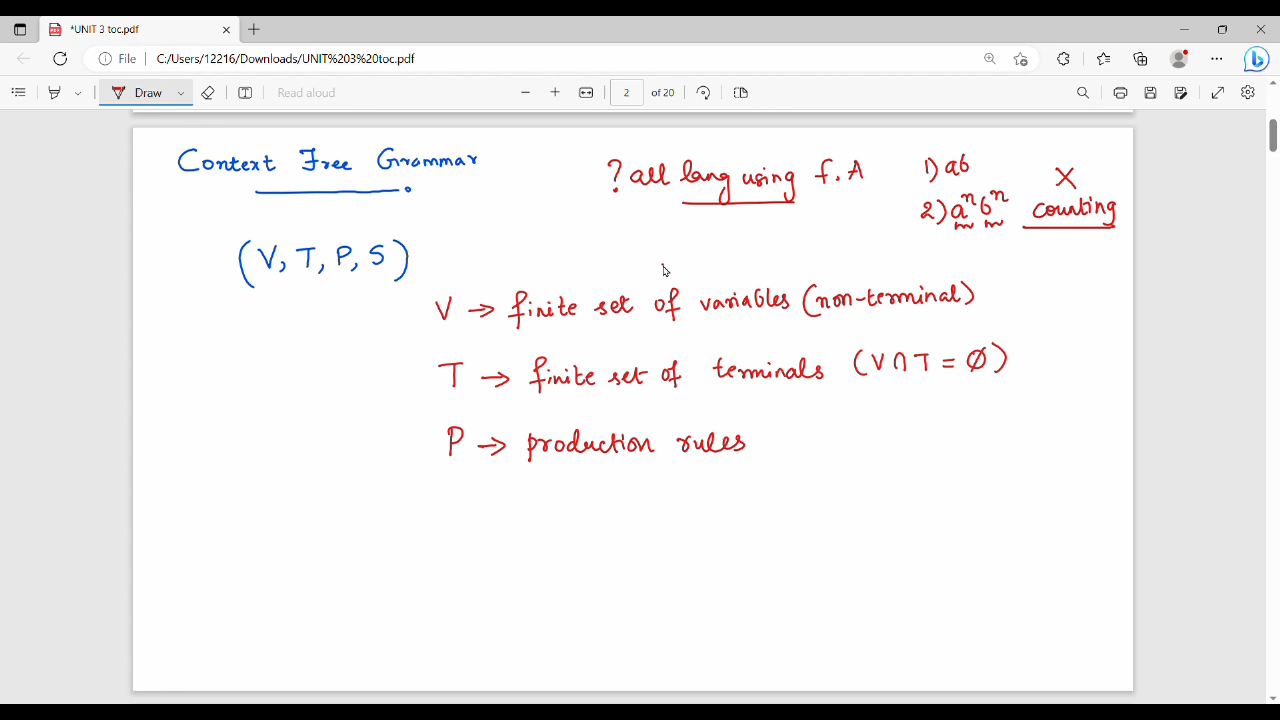 *UNIT 3 toc.pdf
File C:/Users/12216/Downloads/UNIT%203%20toc.pdf
Draw Read aloud 2 of 20
Context Free Grammar
? all lang using f.A
1) ab X
2) aⁿbⁿ counting
(V, T, P, S)
V → finite set of variables (non-terminal)
T → finite set of terminals (V ∩ T = Ø)
P → production rules